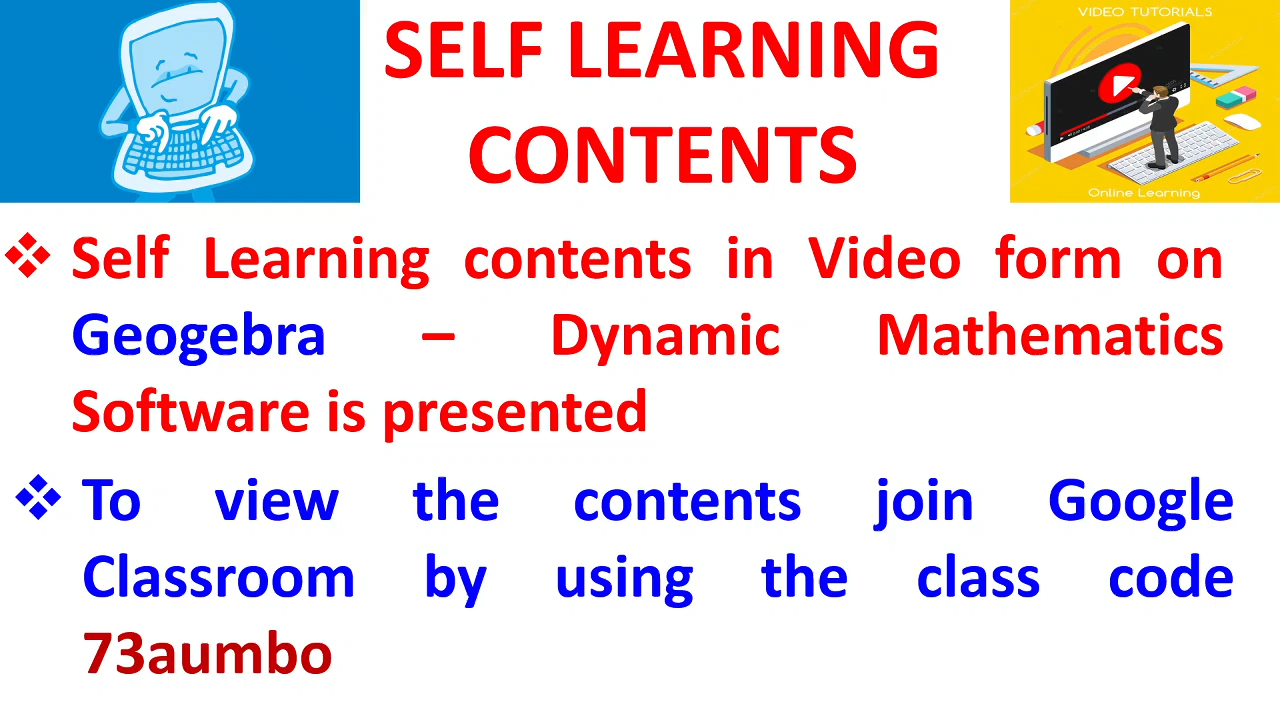 VIDEO TUTORIALS
SELF LEARNING
CONTENTS
Online Learning
❖ Self Learning contents in Video form on
Geogebra – Dynamic Mathematics
Software is presented
❖ To view the contents join Google
Classroom by using the class code
73aumbo